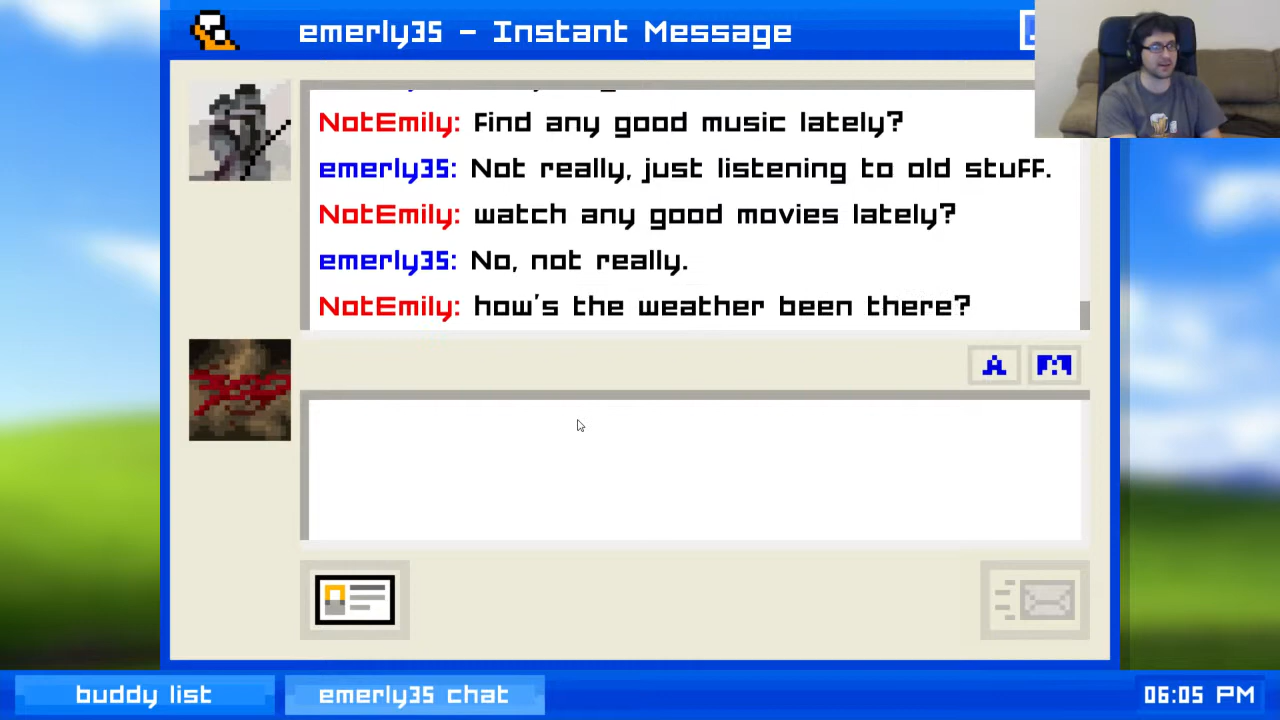 emerly35 - Instant Message
NotEmily: Find any good music lately?
emerly35: Not really, just listening to old stuff.
NotEmily: watch any good movies lately?
emerly35: No, not really.
NotEmily: how's the weather been there?
A
buddy list
emerly35 chat
06:05 PM